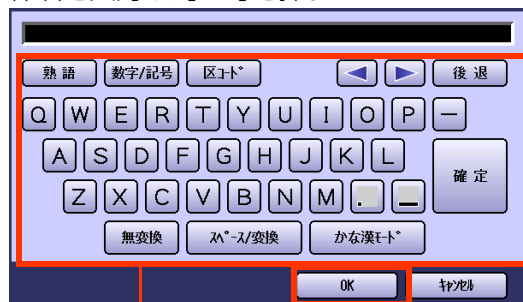 熟語 数字/記号 区ｺｰﾄﾞ ◀ ▶ 後退
Q W E R T Y U I O P ー
A S D F G H J K L 確定
Z X C V B N M . _
無変換 ｽﾍﾟｰｽ/変換 かな漢ﾓｰﾄﾞ
OK ｷｬﾝｾﾙ